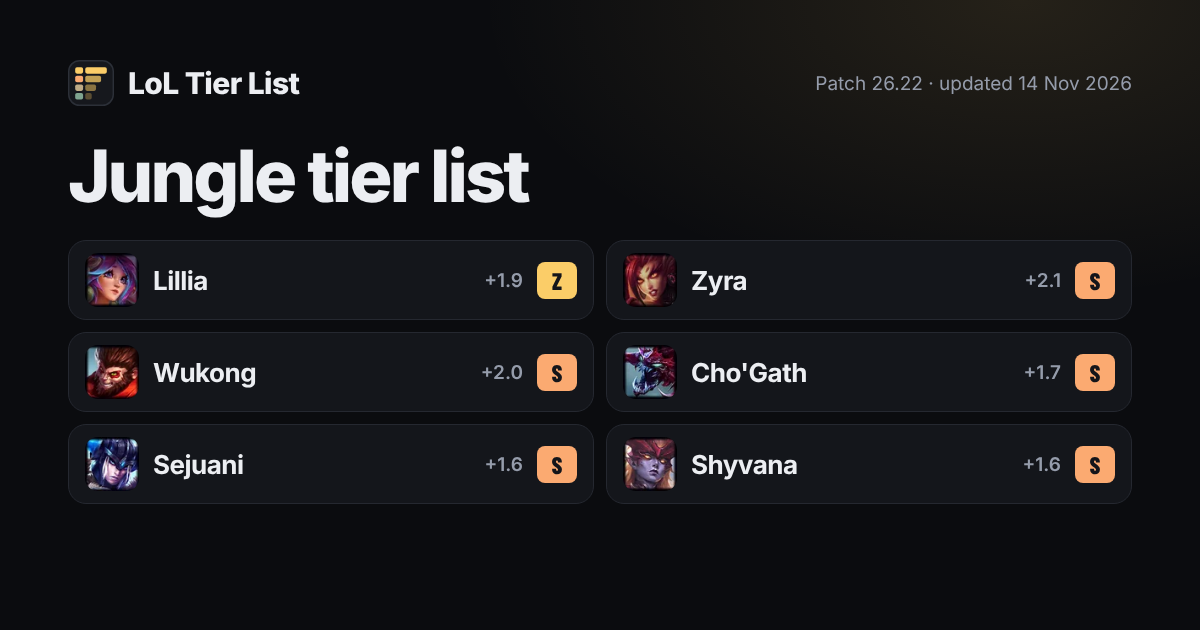 LoL Tier List
Patch 26.22 · updated 14 Nov 2026
Jungle tier list
Lillia +1.9 Z
Zyra +2.1 S
Wukong +2.0 S
Cho'Gath +1.7 S
Sejuani +1.6 S
Shyvana +1.6 S